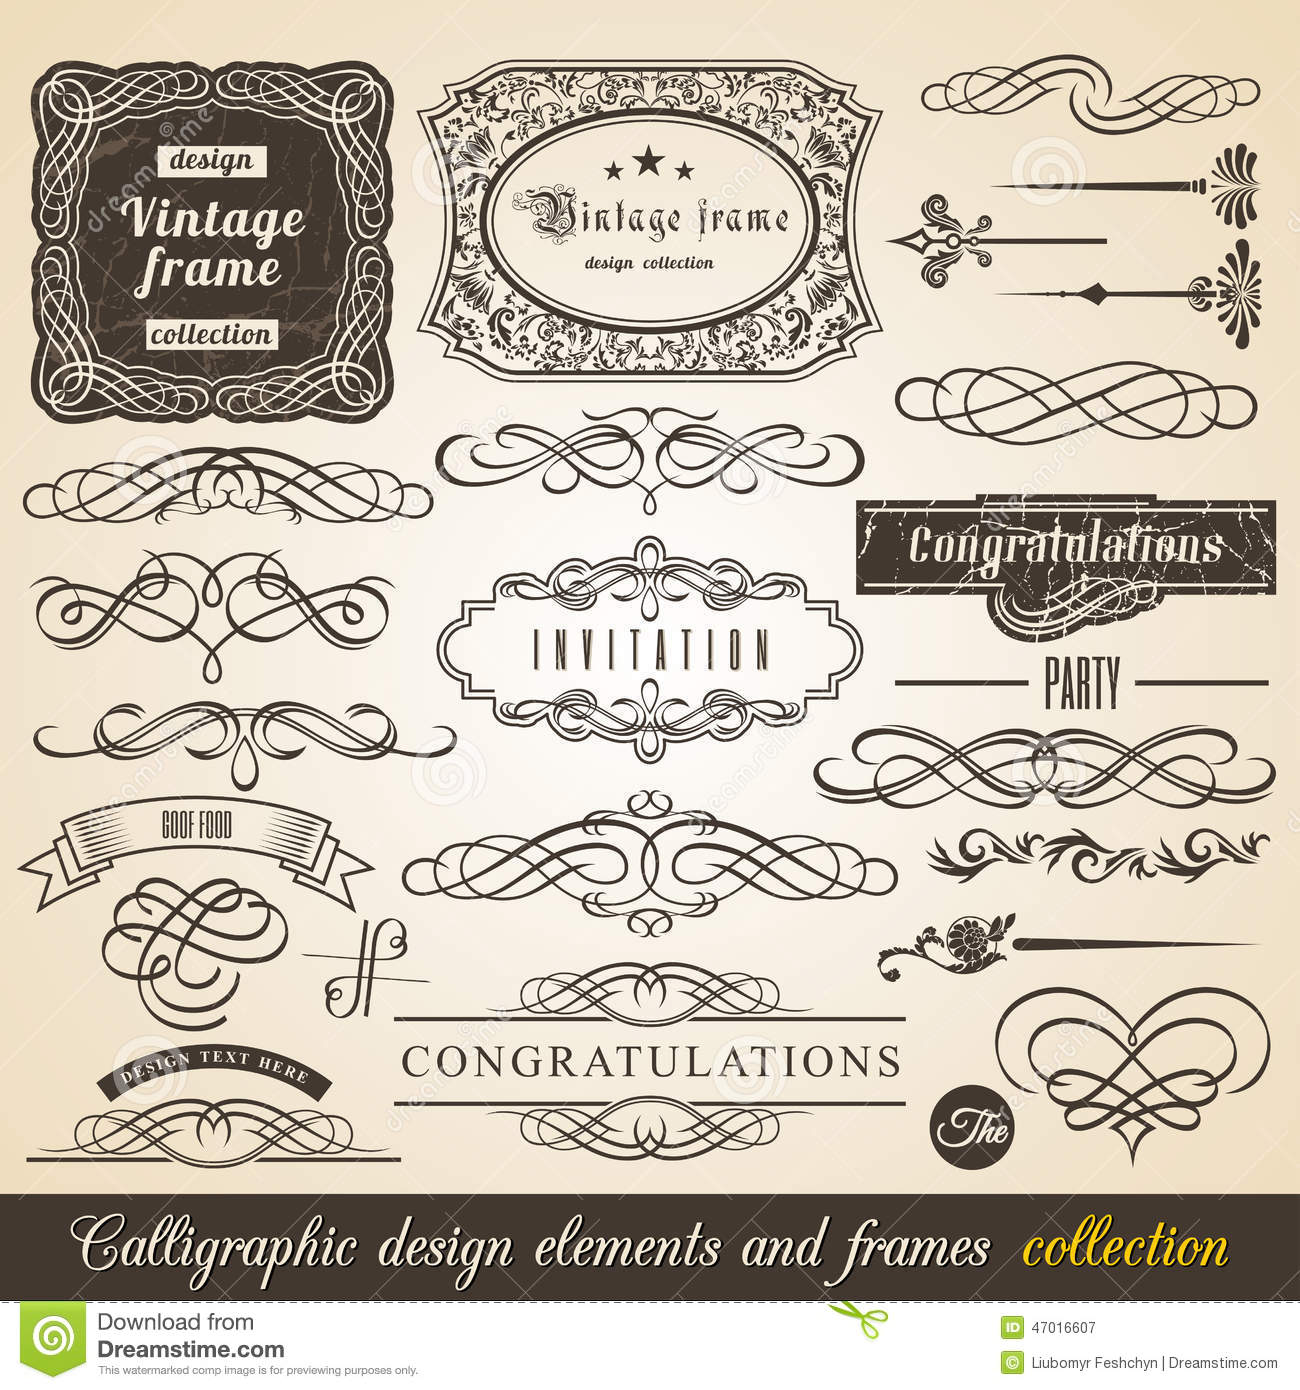 design
Vintage
frame
collection
Vintage frame
design collection
Congratulations
INVITATION
PARTY
GOOF FOOD
DESIGN TEXT HERE
CONGRATULATIONS
The
Calligraphic design elements and frames collection
Download from
Dreamstime.com
This watermarked comp image is for previewing purposes only.
ID 47016607
© Liubomyr Feshchyn | Dreamstime.com